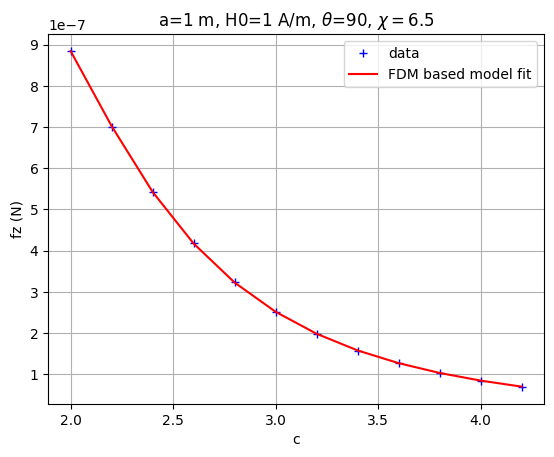 a=1 m, H0=1 A/m, θ=90, χ = 6.5
1e−7
data
FDM based model fit
9
8
7
6
5
4
3
2
1
fz (N)
2.0 2.5 3.0 3.5 4.0
c